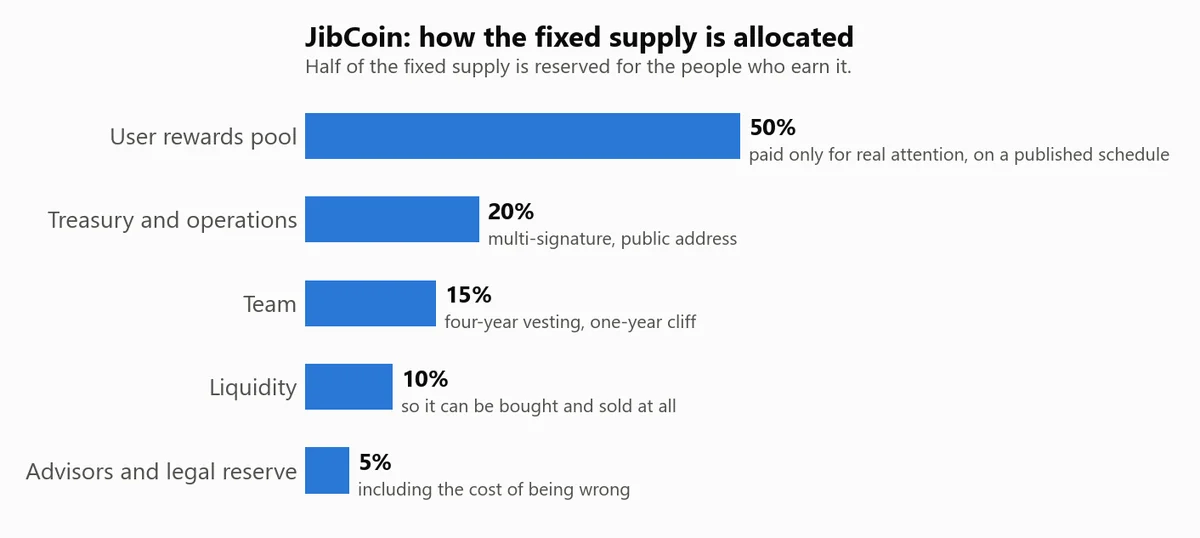 JibCoin: how the fixed supply is allocated
Half of the fixed supply is reserved for the people who earn it.
User rewards pool
50%
paid only for real attention, on a published schedule
Treasury and operations
20%
multi-signature, public address
Team
15%
four-year vesting, one-year cliff
Liquidity
10%
so it can be bought and sold at all
Advisors and legal reserve
5%
including the cost of being wrong